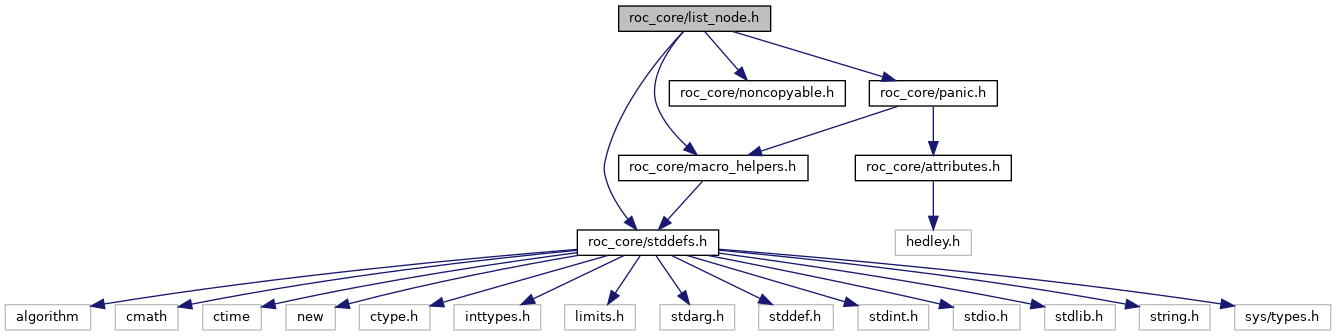 roc_core/list_node.h
roc_core/noncopyable.h
roc_core/panic.h
roc_core/macro_helpers.h
roc_core/attributes.h
roc_core/stddefs.h
hedley.h
algorithm
cmath
ctime
new
ctype.h
inttypes.h
limits.h
stdarg.h
stddef.h
stdint.h
stdio.h
stdlib.h
string.h
sys/types.h